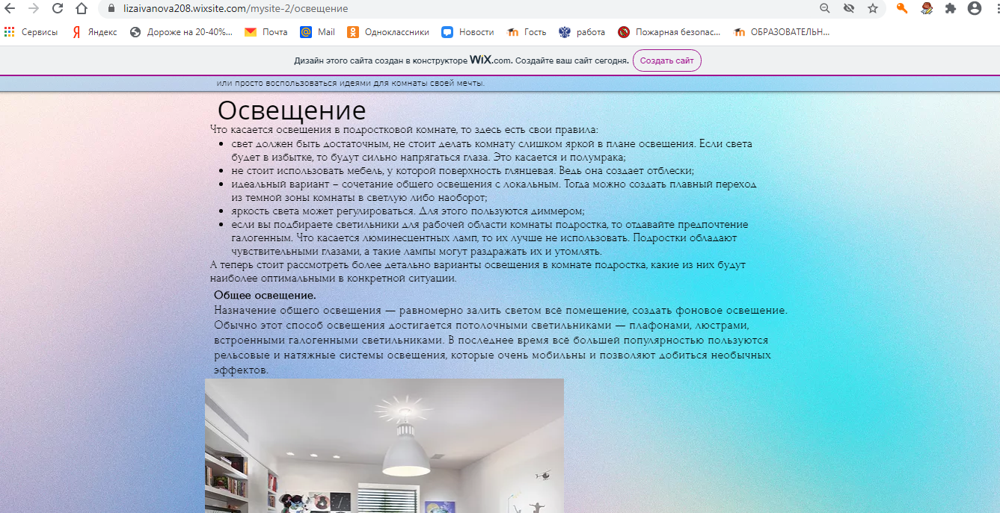 lizaivanova208.wixsite.com/mysite-2/освещение
Сервисы Яндекс Дороже на 20-40%... Почта Mail Одноклассники Новости Гость работа Пожарная безопас... ОБРАЗОВАТЕЛЬН...
Дизайн этого сайта создан в конструкторе WiX.com. Создайте ваш сайт сегодня. Создать сайт
или просто воспользоваться идеями для комнаты своей мечты.
Освещение
Что касается освещения в подростковой комнате, то здесь есть свои правила:
• свет должен быть достаточным, не стоит делать комнату слишком яркой в плане освещения. Если света
будет в избытке, то будут сильно напрягаться глаза. Это касается и полумрака;
• не стоит использовать мебель, у которой поверхность глянцевая. Ведь она создает отблески;
• идеальный вариант – сочетание общего освещения с локальным. Тогда можно создать плавный переход
из темной зоны комнаты в светлую либо наоборот;
• яркость света может регулироваться. Для этого пользуются диммером;
• если вы подбираете светильники для рабочей области комнаты подростка, то отдавайте предпочтение
галогенным. Что касается люминесцентных ламп, то их лучше не использовать. Подростки обладают
чувствительными глазами, а такие лампы могут раздражать их и утомлять.
А теперь стоит рассмотреть более детально варианты освещения в комнате подростка, какие из них будут
наиболее оптимальными в конкретной ситуации.
Общее освещение.
Назначение общего освещения — равномерно залить светом всё помещение, создать фоновое освещение.
Обычно этот способ освещения достигается потолочными светильниками — плафонами, люстрами,
встроенными галогенными светильниками. В последнее время всё большей популярностью пользуются
рельсовые и натяжные системы освещения, которые очень мобильны и позволяют добиться необычных
эффектов.